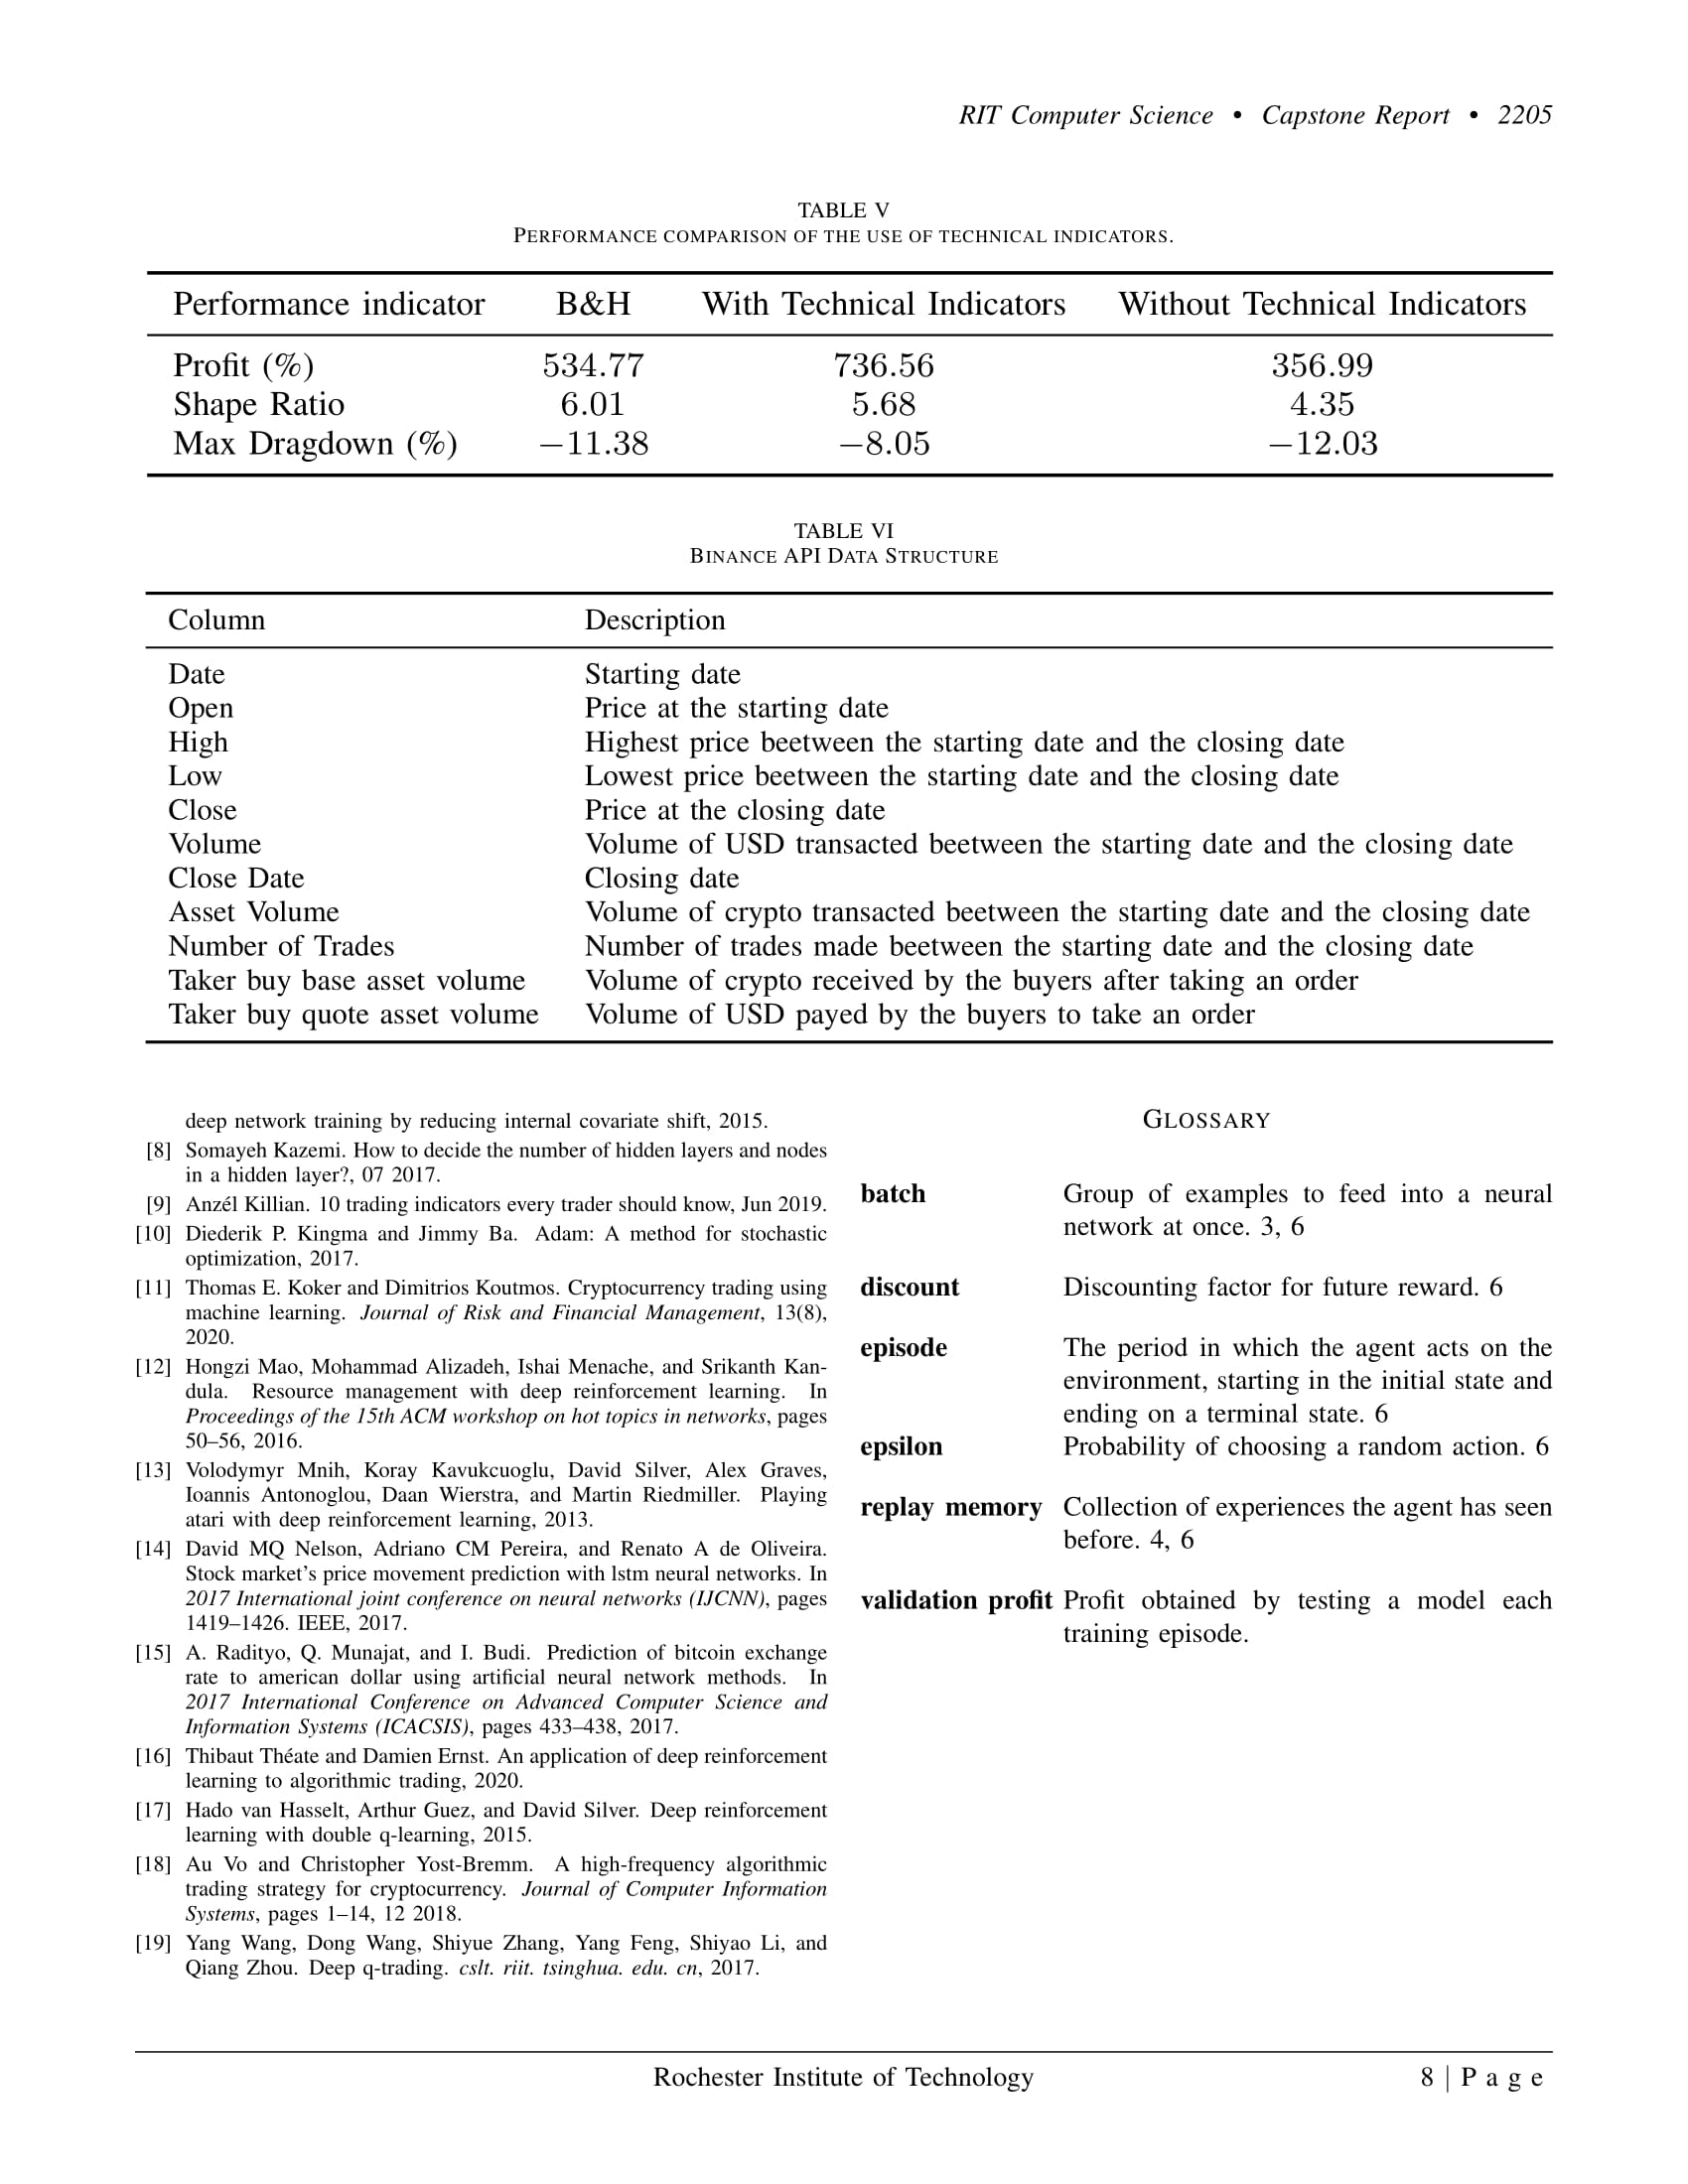 RIT Computer Science • Capstone Report • 2205
TABLE V
PERFORMANCE COMPARISON OF THE USE OF TECHNICAL INDICATORS.
Performance indicator B&H With Technical Indicators Without Technical Indicators
Profit (%) 534.77 736.56 356.99
Shape Ratio 6.01 5.68 4.35
Max Dragdown (%) −11.38 −8.05 −12.03
TABLE VI
BINANCE API DATA STRUCTURE
Column Description
Date Starting date
Open Price at the starting date
High Highest price beetween the starting date and the closing date
Low Lowest price beetween the starting date and the closing date
Close Price at the closing date
Volume Volume of USD transacted beetween the starting date and the closing date
Close Date Closing date
Asset Volume Volume of crypto transacted beetween the starting date and the closing date
Number of Trades Number of trades made beetween the starting date and the closing date
Taker buy base asset volume Volume of crypto received by the buyers after taking an order
Taker buy quote asset volume Volume of USD payed by the buyers to take an order
deep network training by reducing internal covariate shift, 2015.
[8] Somayeh Kazemi. How to decide the number of hidden layers and nodes
in a hidden layer?, 07 2017.
[9] Anzél Killian. 10 trading indicators every trader should know, Jun 2019.
[10] Diederik P. Kingma and Jimmy Ba. Adam: A method for stochastic
optimization, 2017.
[11] Thomas E. Koker and Dimitrios Koutmos. Cryptocurrency trading using
machine learning. Journal of Risk and Financial Management, 13(8),
2020.
[12] Hongzi Mao, Mohammad Alizadeh, Ishai Menache, and Srikanth Kan-
dula. Resource management with deep reinforcement learning. In
Proceedings of the 15th ACM workshop on hot topics in networks, pages
50–56, 2016.
[13] Volodymyr Mnih, Koray Kavukcuoglu, David Silver, Alex Graves,
Ioannis Antonoglou, Daan Wierstra, and Martin Riedmiller. Playing
atari with deep reinforcement learning, 2013.
[14] David MQ Nelson, Adriano CM Pereira, and Renato A de Oliveira.
Stock market's price movement prediction with lstm neural networks. In
2017 International joint conference on neural networks (IJCNN), pages
1419–1426. IEEE, 2017.
[15] A. Radityo, Q. Munajat, and I. Budi. Prediction of bitcoin exchange
rate to american dollar using artificial neural network methods. In
2017 International Conference on Advanced Computer Science and
Information Systems (ICACSIS), pages 433–438, 2017.
[16] Thibaut Théate and Damien Ernst. An application of deep reinforcement
learning to algorithmic trading, 2020.
[17] Hado van Hasselt, Arthur Guez, and David Silver. Deep reinforcement
learning with double q-learning, 2015.
[18] Au Vo and Christopher Yost-Bremm. A high-frequency algorithmic
trading strategy for cryptocurrency. Journal of Computer Information
Systems, pages 1–14, 12 2018.
[19] Yang Wang, Dong Wang, Shiyue Zhang, Yang Feng, Shiyao Li, and
Qiang Zhou. Deep q-trading. cslt. riit. tsinghua. edu. cn, 2017.
GLOSSARY
batch Group of examples to feed into a neural
network at once. 3, 6
discount Discounting factor for future reward. 6
episode The period in which the agent acts on the
environment, starting in the initial state and
ending on a terminal state. 6
epsilon Probability of choosing a random action. 6
replay memory Collection of experiences the agent has seen
before. 4, 6
validation profit Profit obtained by testing a model each
training episode.
Rochester Institute of Technology 8 | P a g e